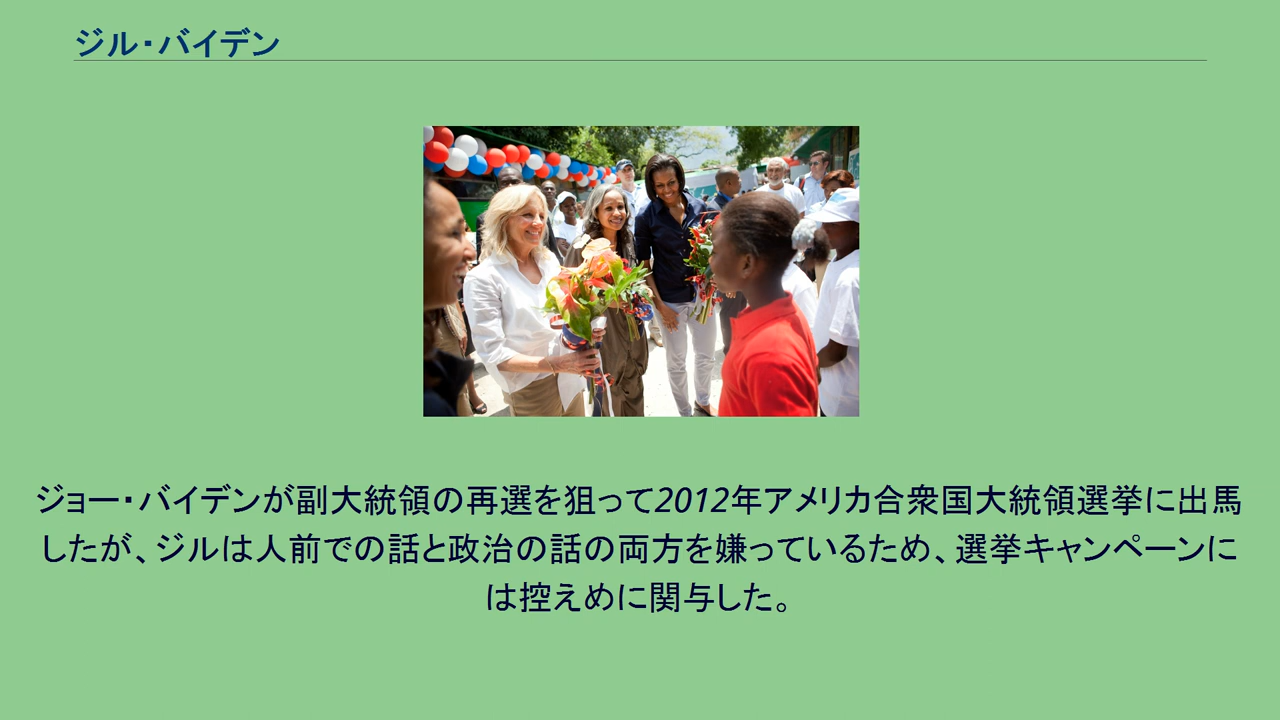 ジル・バイデン
ジョー・バイデンが副大統領の再選を狙って2012年アメリカ合衆国大統領選挙に出馬
したが、ジルは人前での話と政治の話の両方を嫌っているため、選挙キャンペーンに
は控えめに関与した。